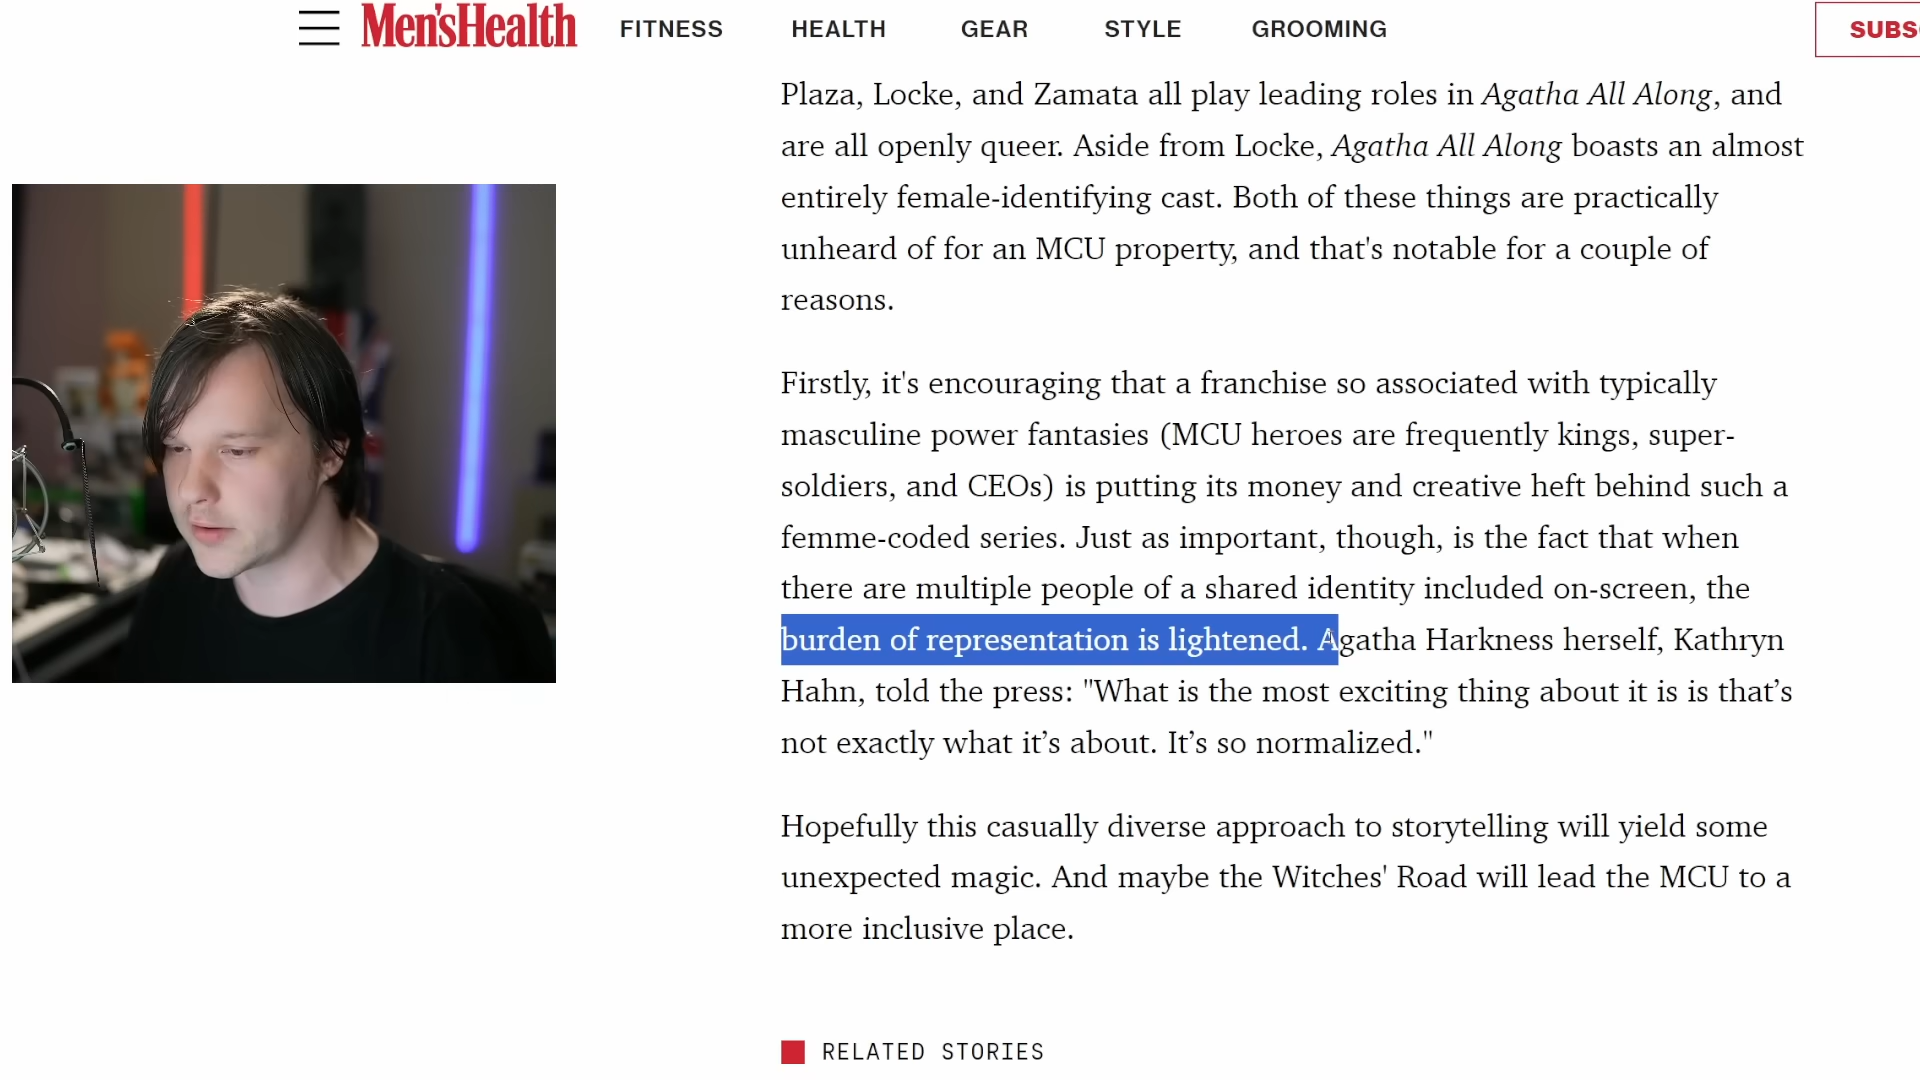 Men'sHealth FITNESS HEALTH GEAR STYLE GROOMING
Plaza, Locke, and Zamata all play leading roles in Agatha All Along, and
are all openly queer. Aside from Locke, Agatha All Along boasts an almost
entirely female-identifying cast. Both of these things are practically
unheard of for an MCU property, and that's notable for a couple of
reasons.
Firstly, it's encouraging that a franchise so associated with typically
masculine power fantasies (MCU heroes are frequently kings, super-
soldiers, and CEOs) is putting its money and creative heft behind such a
femme-coded series. Just as important, though, is the fact that when
there are multiple people of a shared identity included on-screen, the
burden of representation is lightened. Agatha Harkness herself, Kathryn
Hahn, told the press: "What is the most exciting thing about it is is that’s
not exactly what it’s about. It’s so normalized."
Hopefully this casually diverse approach to storytelling will yield some
unexpected magic. And maybe the Witches' Road will lead the MCU to a
more inclusive place.
RELATED STORIES